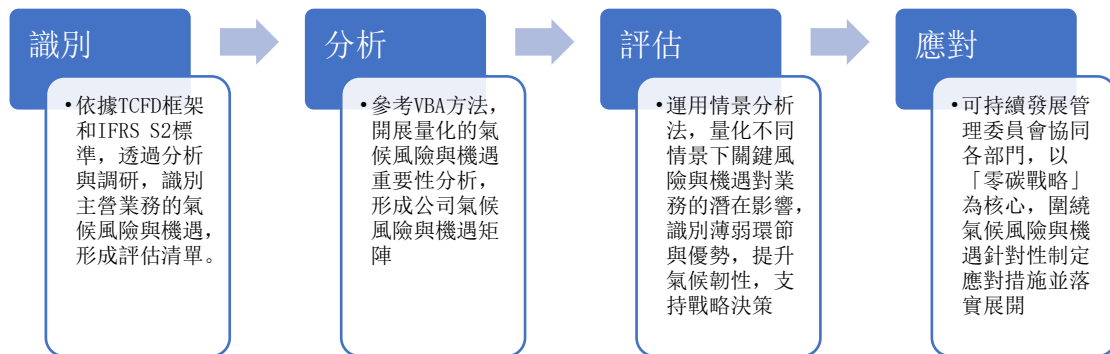 識別
•依據TCFD框架
和IFRS S2標
準，透過分析
與調研，識別
主營業務的氣
候風險與機遇，
形成評估清單。
分析
•參考VBA方法，
開展量化的氣
候風險與機遇
重要性分析，
形成公司氣候
風險與機遇矩
陣
評估
•運用情景分析
法，量化不同
情景下關鍵風
險與機遇對業
務的潛在影響，
識別薄弱環節
與優勢，提升
氣候韌性，支
持戰略決策
應對
•可持續發展管
理委員會協同
各部門，以
「零碳戰略」
為核心，圍繞
氣候風險與機
遇針對性制定
應對措施並落
實展開